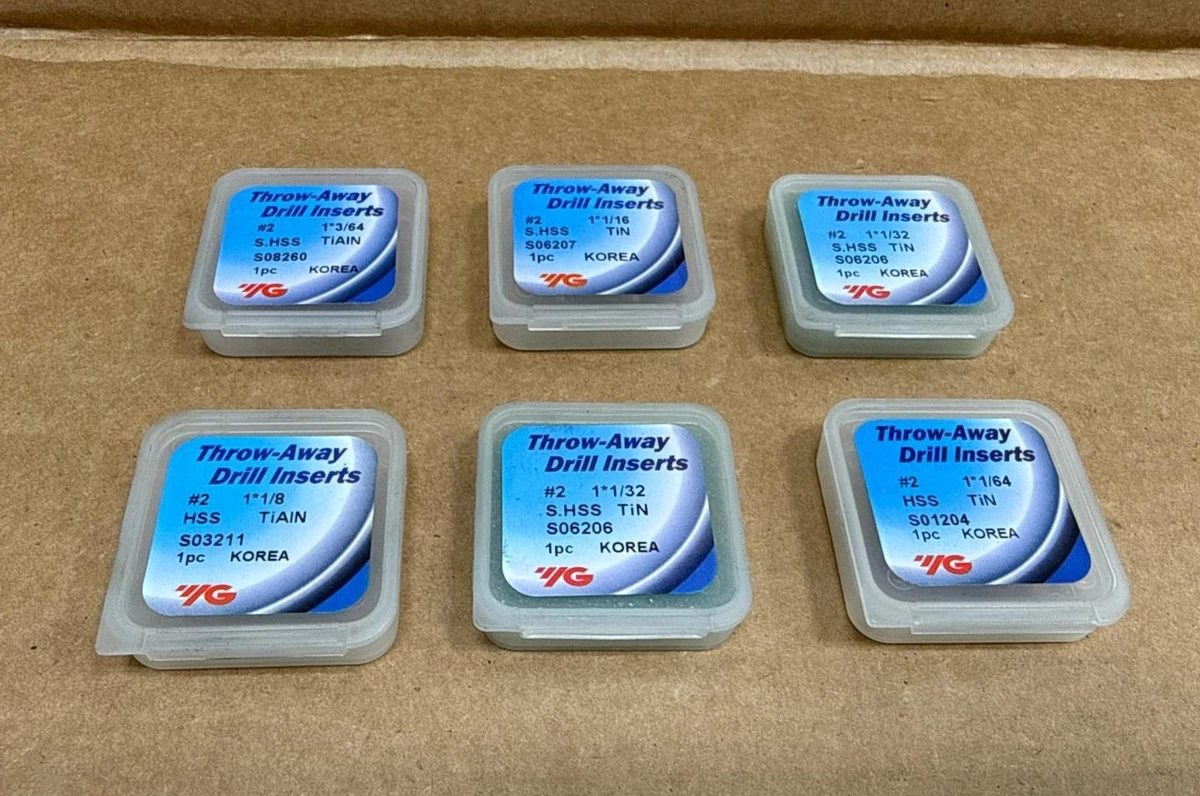 Throw-Away
Drill Inserts
#2 1"3/64
S.HSS TiAlN
S08260
1pc KOREA
YG
Throw-Away
Drill Inserts
#2 1"1/16
S.HSS TiN
S06207
1pc KOREA
YG
Throw-Away
Drill Inserts
#2 1"1/32
S.HSS TiN
S06206
1pc KOREA
YG
Throw-Away
Drill Inserts
#2 1"1/8
HSS TiAlN
S03211
1pc KOREA
YG
Throw-Away
Drill Inserts
#2 1"1/32
S.HSS TiN
S06206
1pc KOREA
YG
Throw-Away
Drill Inserts
#2 1"1/64
HSS TiN
S01204
1pc KOREA
YG